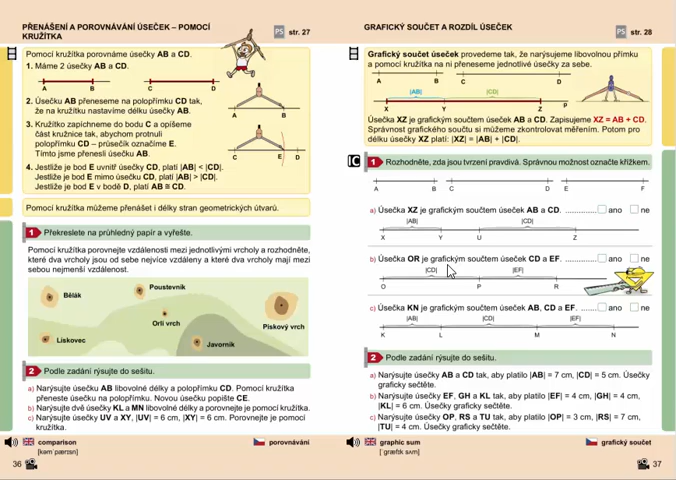 PŘENÁŠENÍ A POROVNÁVÁNÍ ÚSEČEK – POMOCÍ
KRUŽÍTKA
PS str. 27
Pomocí kružítka porovnáme úsečky AB a CD.
1. Máme 2 úsečky AB a CD.
A B C D
2. Úsečku AB přeneseme na polopřímku CD tak,
že na kružítku nastavíme délku úsečky AB.
A B
3. Kružítko zapíchneme do bodu C a opíšeme
část kružnice tak, abychom protnuli
polopřímku CD – průsečík označíme E.
Tímto jsme přenesli úsečku AB.
C E D
4. Jestliže je bod E uvnitř úsečky CD, platí |AB| < |CD|.
Jestliže je bod E mimo úsečku CD, platí |AB| > |CD|.
Jestliže je bod E v bodě D, platí AB ≅ CD.
Pomocí kružítka můžeme přenášet i délky stran geometrických útvarů.
1 Překreslete na průhledný papír a vyřešte.
Pomocí kružítka porovnejte vzdálenosti mezi jednotlivými vrcholy a rozhodněte,
které dva vrcholy jsou od sebe nejvíce vzdáleny a které dva vrcholy mají mezi
sebou nejmenší vzdálenost.
Bělák
Poustevník
Orlí vrch
Pískový vrch
Lískovec
Javorník
2 Podle zadání rýsujte do sešitu.
a) Narýsujte úsečku AB libovolné délky a polopřímku CD. Pomocí kružítka
přeneste úsečku na polopřímku. Novou úsečku popište CE.
b) Narýsujte dvě úsečky KL a MN libovolné délky a porovnejte je pomocí kružítka.
c) Narýsujte úsečky UV a XY, |UV| = 6 cm, |XY| = 6 cm. Porovnejte je pomocí
kružítka.
comparison
[kəmˈpærɪsn]
porovnávání
36
GRAFICKÝ SOUČET A ROZDÍL ÚSEČEK
PS str. 28
Grafický součet úseček provedeme tak, že narýsujeme libovolnou přímku
a pomocí kružítka na ni přeneseme jednotlivé úsečky za sebe.
A B C D
|AB| |CD|
X Y Z p
Úsečka XZ je grafickým součtem úseček AB a CD. Zapisujeme XZ = AB + CD.
Správnost grafického součtu si můžeme zkontrolovat měřením. Potom pro
délku úsečky XZ platí: |XZ| = |AB| + |CD|.
1 Rozhodněte, zda jsou tvrzení pravdivá. Správnou možnost označte křížkem.
A B C D E F
a) Úsečka XZ je grafickým součtem úseček AB a CD. .............. ano ne
|AB| |CD|
X Y U Z
b) Úsečka OR je grafickým součtem úseček CD a EF. .............. ano ne
|CD| |EF|
O P R
c) Úsečka KN je grafickým součtem úseček AB, CD a EF. ....... ano ne
|AB| |CD| |EF|
K L M N
2 Podle zadání rýsujte do sešitu.
a) Narýsujte úsečky AB a CD tak, aby platilo |AB| = 7 cm, |CD| = 5 cm. Úsečky
graficky sečtěte.
b) Narýsujte úsečky EF, GH a KL tak, aby platilo |EF| = 4 cm, |GH| = 4 cm,
|KL| = 6 cm. Úsečky graficky sečtěte.
c) Narýsujte úsečky OP, RS a TU tak, aby platilo |OP| = 3 cm, |RS| = 7 cm,
|TU| = 4 cm. Úsečky graficky sečtěte.
graphic sum
[ˈgræfɪk sʌm]
grafický součet
37